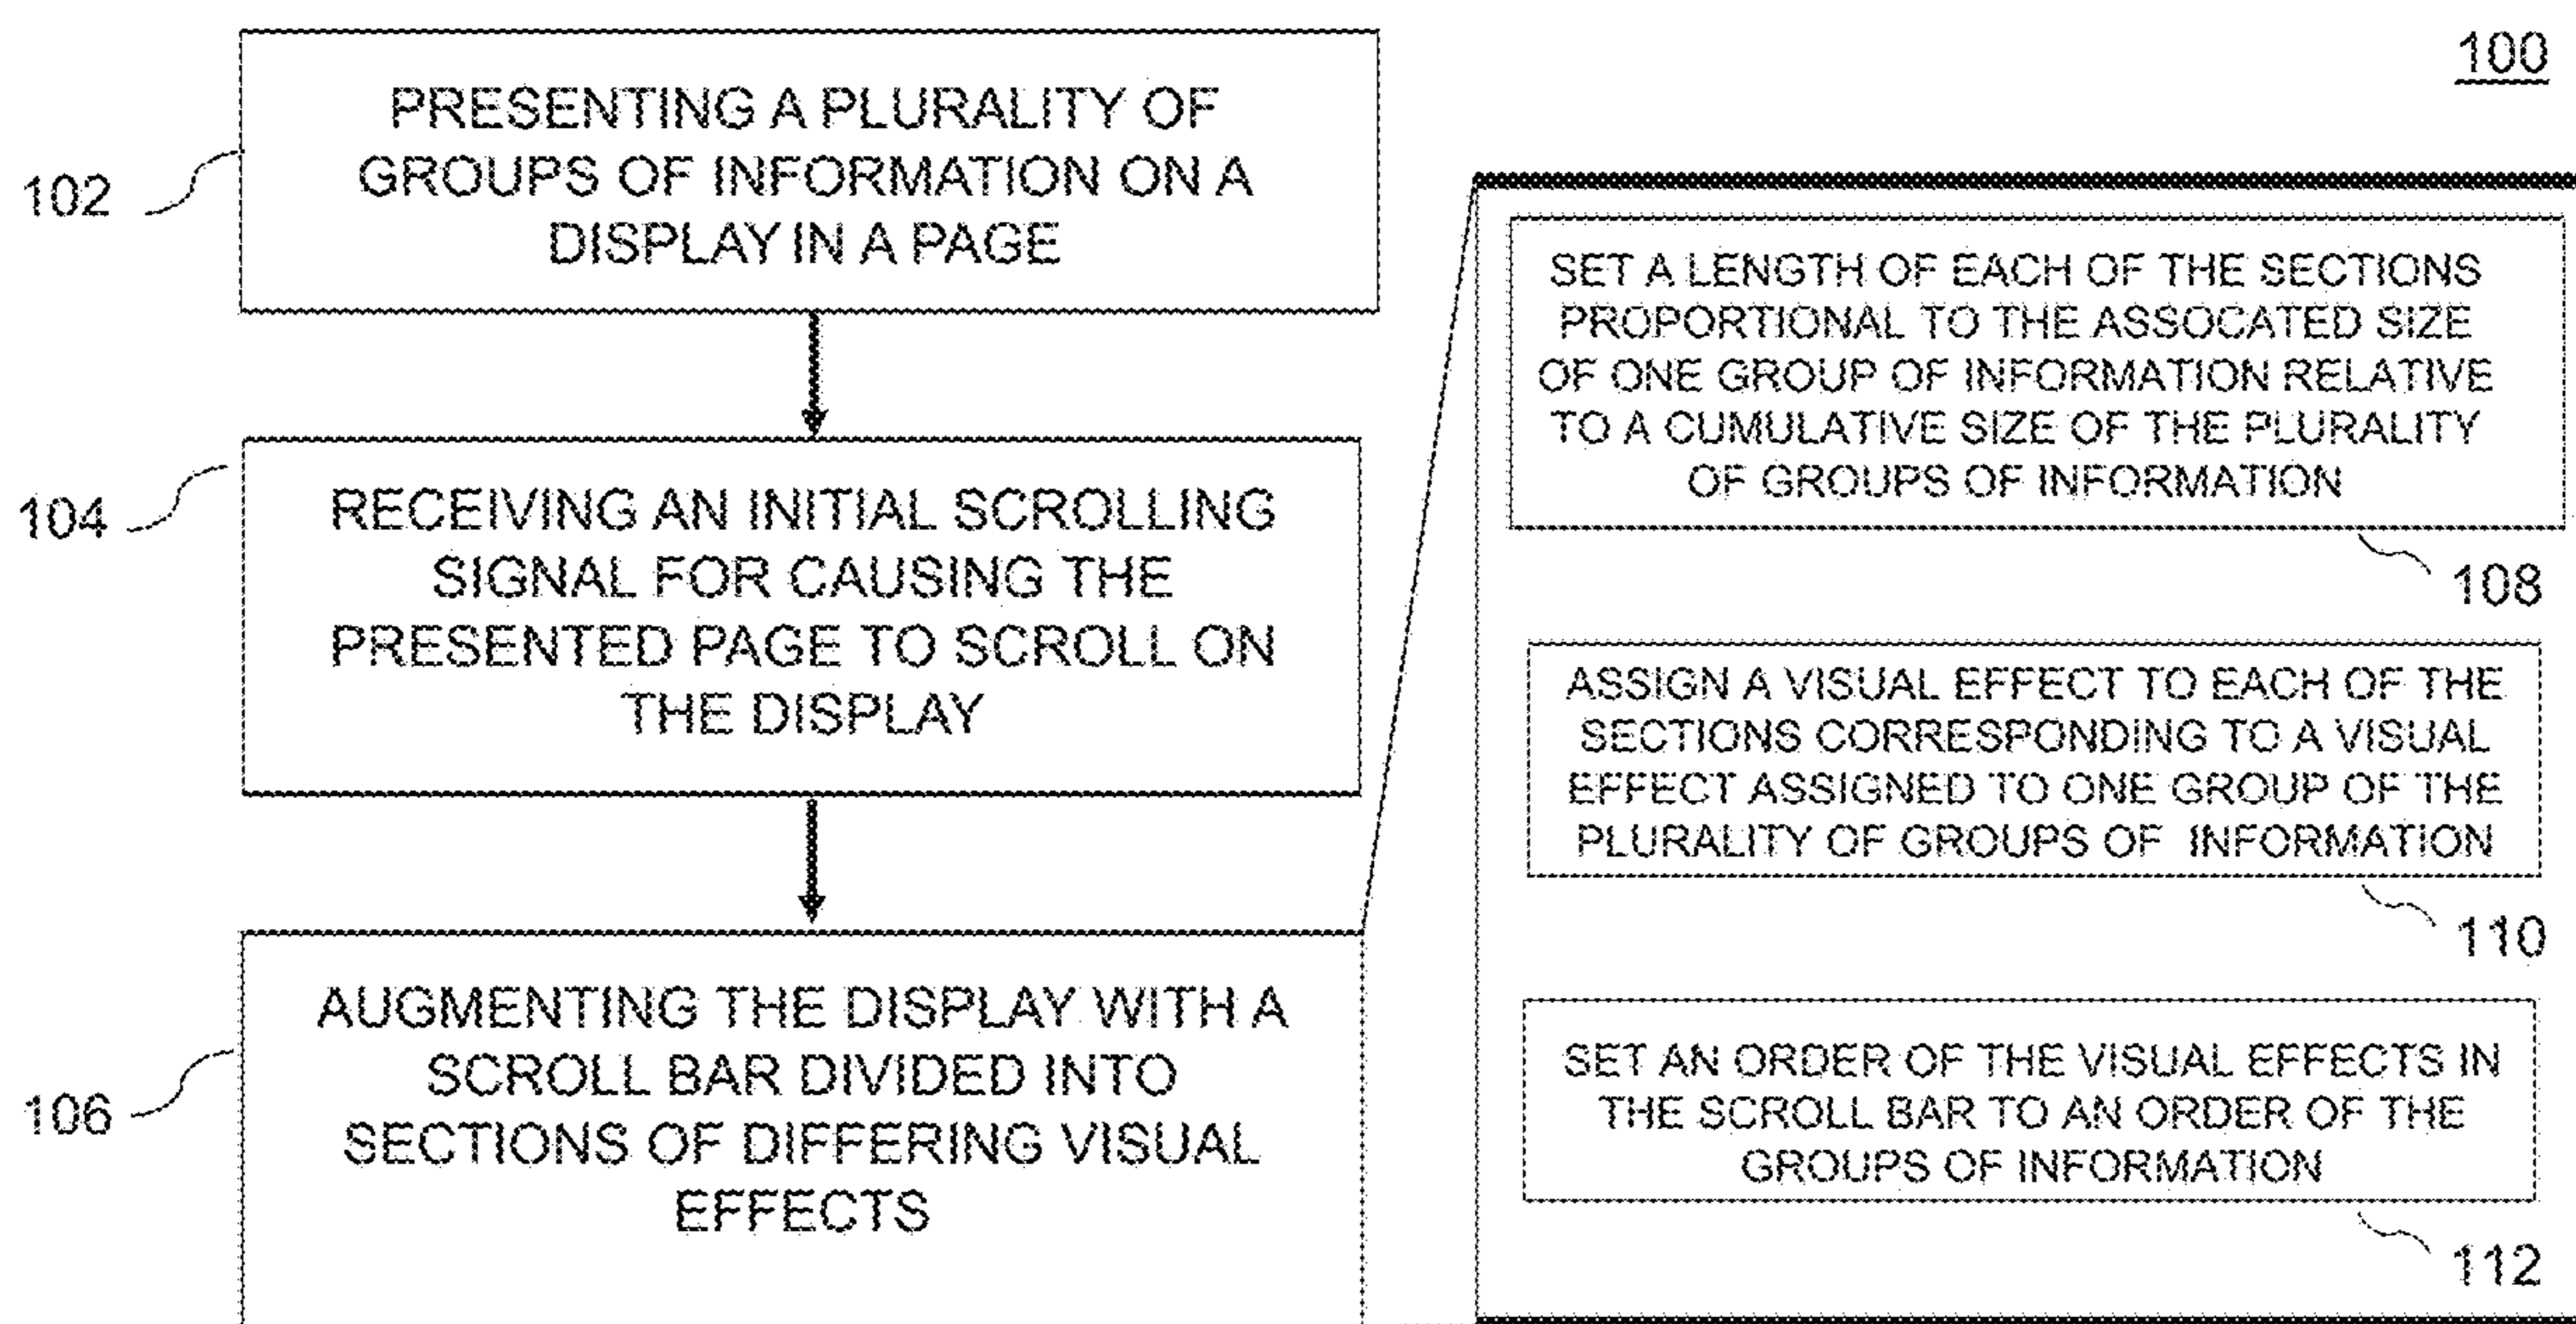 100
102
PRESENTING A PLURALITY OF
GROUPS OF INFORMATION ON A
DISPLAY IN A PAGE
104
RECEIVING AN INITIAL SCROLLING
SIGNAL FOR CAUSING THE
PRESENTED PAGE TO SCROLL ON
THE DISPLAY
106
AUGMENTING THE DISPLAY WITH A
SCROLL BAR DIVIDED INTO
SECTIONS OF DIFFERING VISUAL
EFFECTS
SET A LENGTH OF EACH OF THE SECTIONS
PROPORTIONAL TO THE ASSOCATED SIZE
OF ONE GROUP OF INFORMATION RELATIVE
TO A CUMULATIVE SIZE OF THE PLURALITY
OF GROUPS OF INFORMATION
108
ASSIGN A VISUAL EFFECT TO EACH OF THE
SECTIONS CORRESPONDING TO A VISUAL
EFFECT ASSIGNED TO ONE GROUP OF THE
PLURALITY OF GROUPS OF INFORMATION
110
SET AN ORDER OF THE VISUAL EFFECTS IN
THE SCROLL BAR TO AN ORDER OF THE
GROUPS OF INFORMATION
112